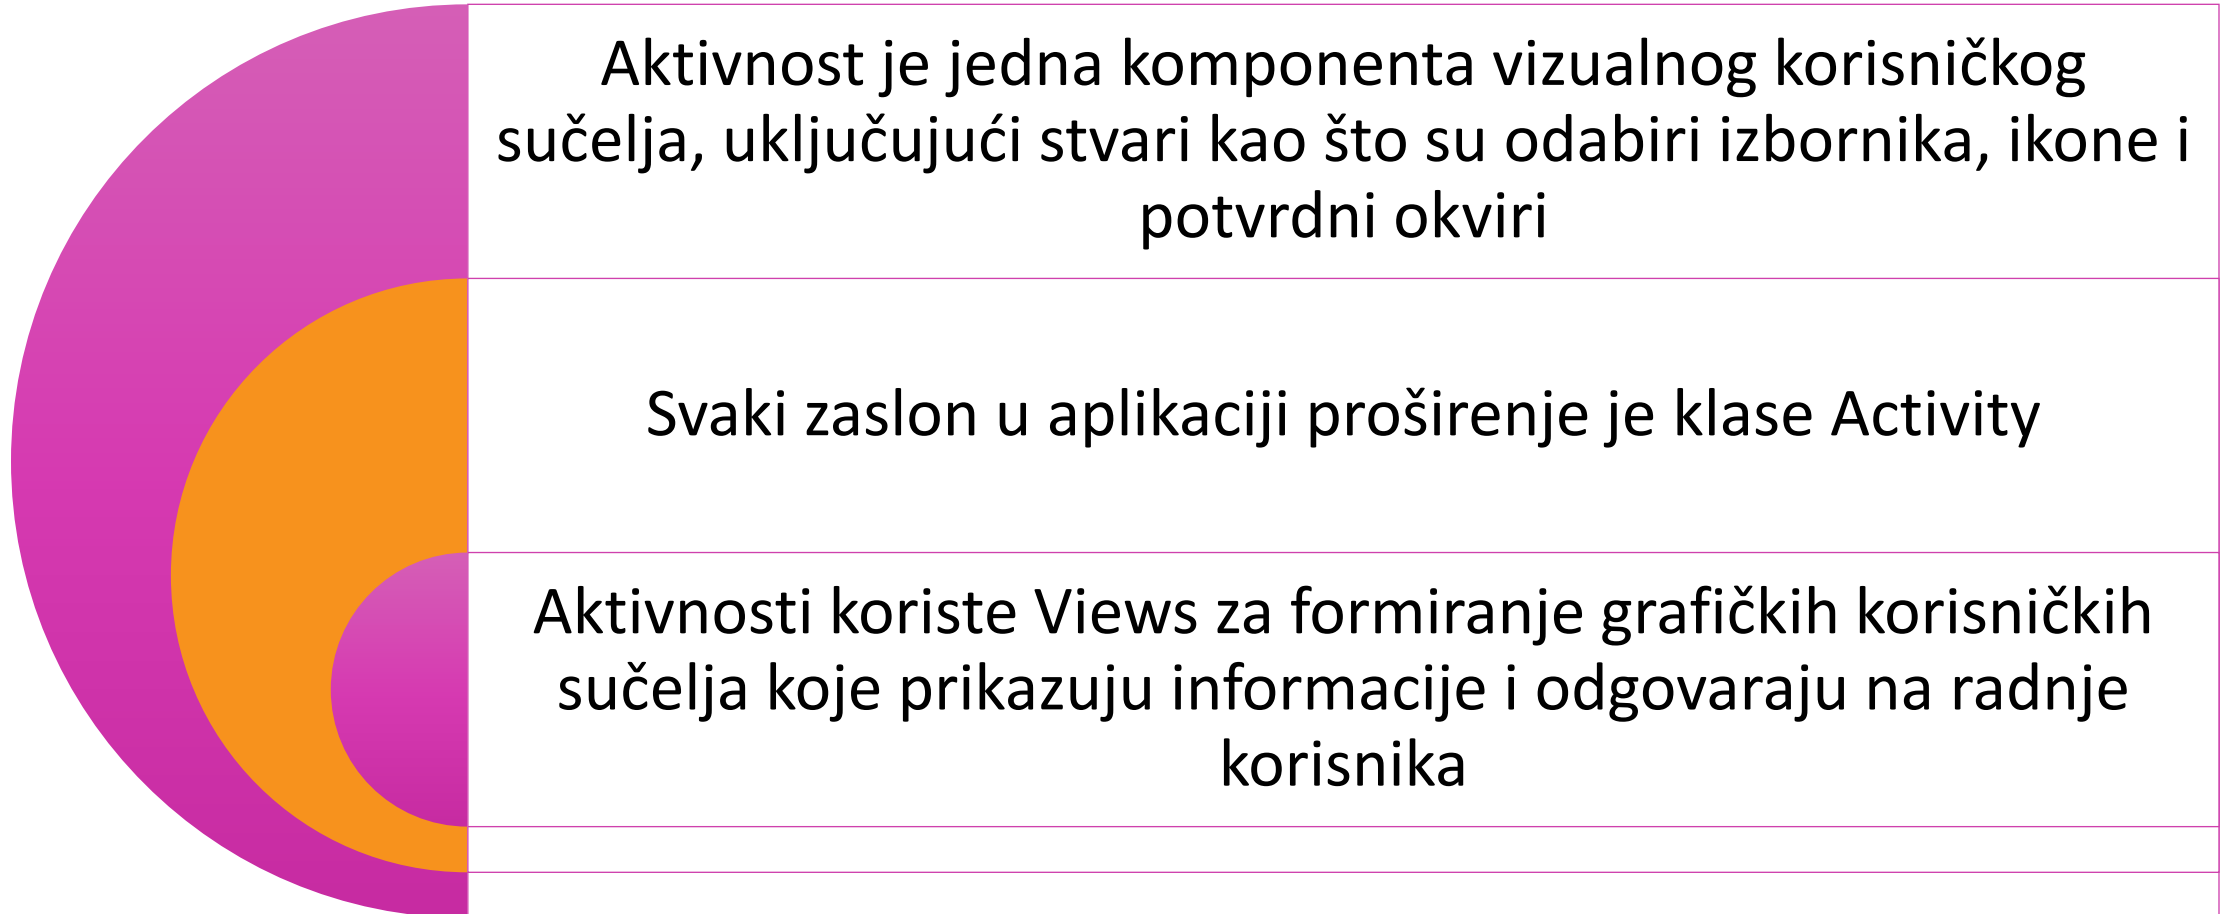 Aktivnost je jedna komponenta vizualnog korisničkog
sučelja, uključujući stvari kao što su odabiri izbornika, ikone i
potvrdni okviri
Svaki zaslon u aplikaciji proširenje je klase Activity
Aktivnosti koriste Views za formiranje grafičkih korisničkih
sučelja koje prikazuju informacije i odgovaraju na radnje
korisnika